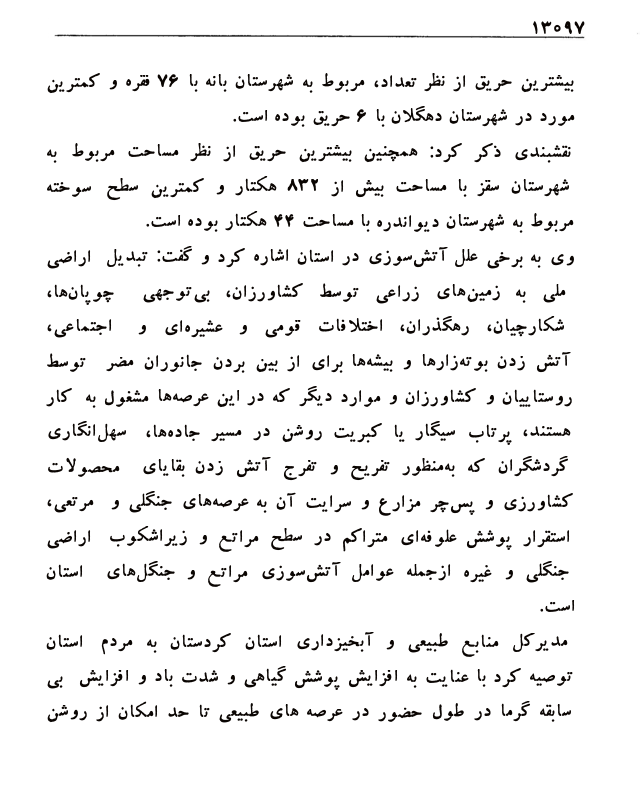 ۱۳۰۹۷
بیشترین حریق از نظر تعداد، مربوط به شهرستان بانه با ۷۶ فقره و کمترین
مورد در شهرستان دهگلان با ۶ حریق بوده است.
نقشبندی ذکر کرد: همچنین بیشترین حریق از نظر مساحت مربوط به
شهرستان سقز با مساحت بیش از ۸۳۲ هکتار و کمترین سطح سوخته
مربوط به شهرستان دیواندره با مساحت ۴۴ هکتار بوده است.
وی به برخی علل آتش‌سوزی در استان اشاره کرد و گفت: تبدیل اراضی
ملی به زمین‌های زراعی توسط کشاورزان، بی‌توجهی چوپان‌ها،
شکارچیان، رهگذران، اختلافات قومی و عشیره‌ای و اجتماعی،
آتش زدن بوته‌زارها و بیشه‌ها برای از بین بردن جانوران مضر توسط
روستاییان و کشاورزان و موارد دیگر که در این عرصه‌ها مشغول به کار
هستند، پرتاب سیگار یا کبریت روشن در مسیر جاده‌ها، سهل‌انگاری
گردشگران که به‌منظور تفریح و تفرج آتش زدن بقایای محصولات
کشاورزی و پس‌چر مزارع و سرایت آن به عرصه‌های جنگلی و مرتعی،
استقرار پوشش علوفه‌ای متراکم در سطح مراتع و زیراشکوب اراضی
جنگلی و غیره ازجمله عوامل آتش‌سوزی مراتع و جنگل‌های استان
است.
مدیرکل منابع طبیعی و آبخیزداری استان کردستان به مردم استان
توصیه کرد با عنایت به افزایش پوشش گیاهی و شدت باد و افزایش بی
سابقه گرما در طول حضور در عرصه های طبیعی تا حد امکان از روشن